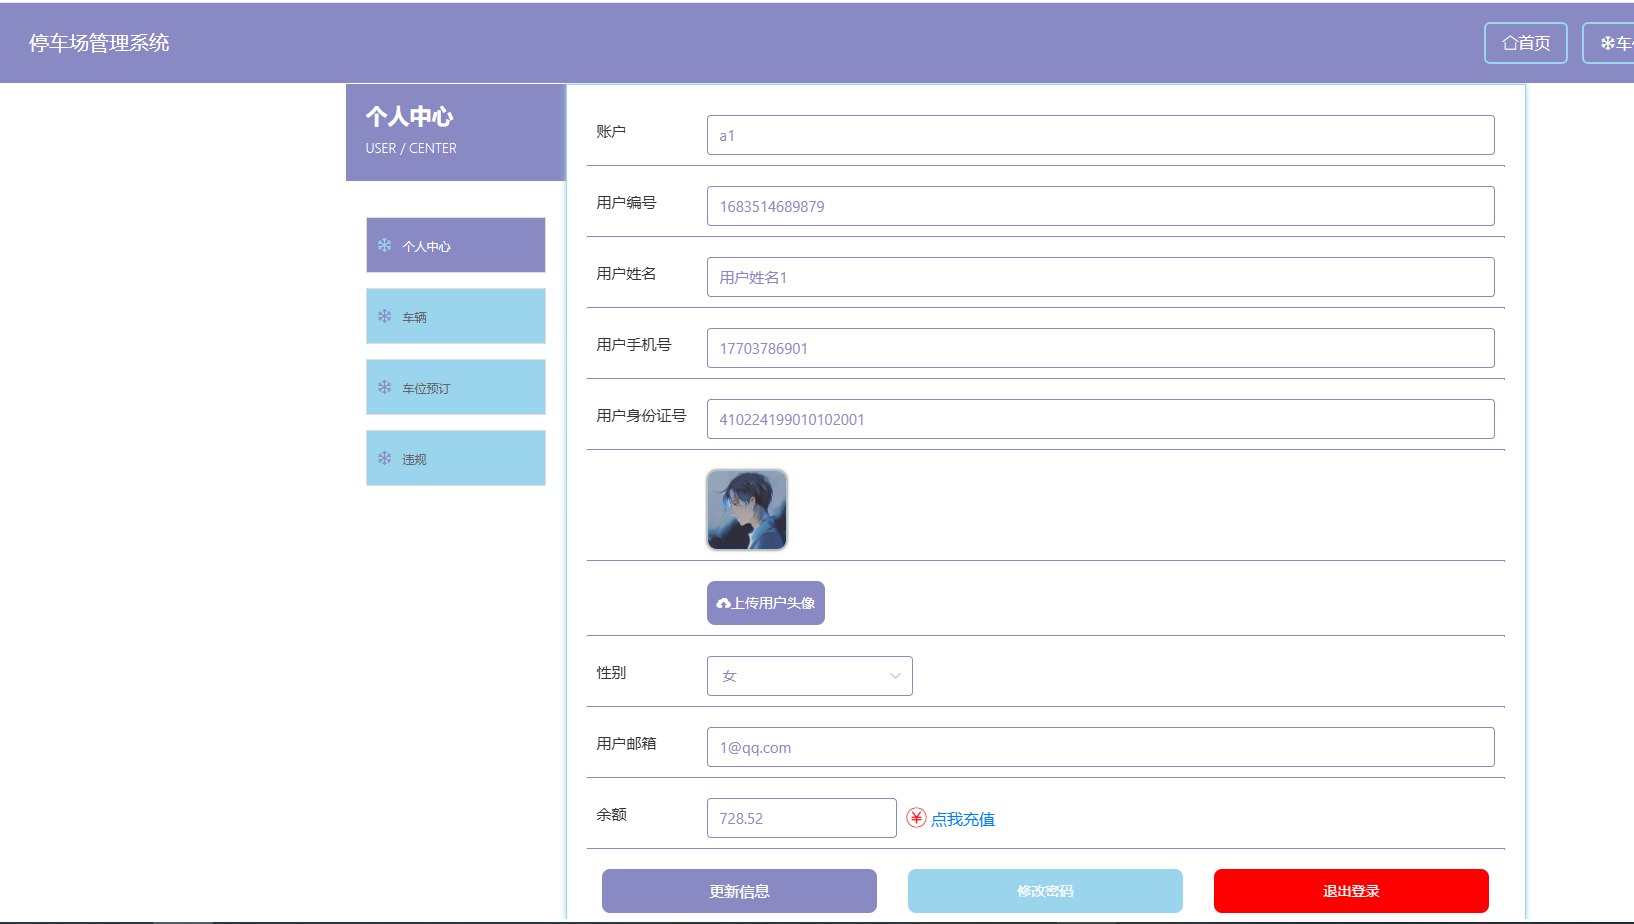 停车场管理系统
首页
车
个人中心
USER / CENTER
个人中心
车辆
车位预订
违规
账户
a1
用户编号
1683514689879
用户姓名
用户姓名1
用户手机号
17703786901
用户身份证号
410224199010102001
上传用户头像
性别
女
用户邮箱
1@qq.com
余额
728.52
点我充值
更新信息
修改密码
退出登录